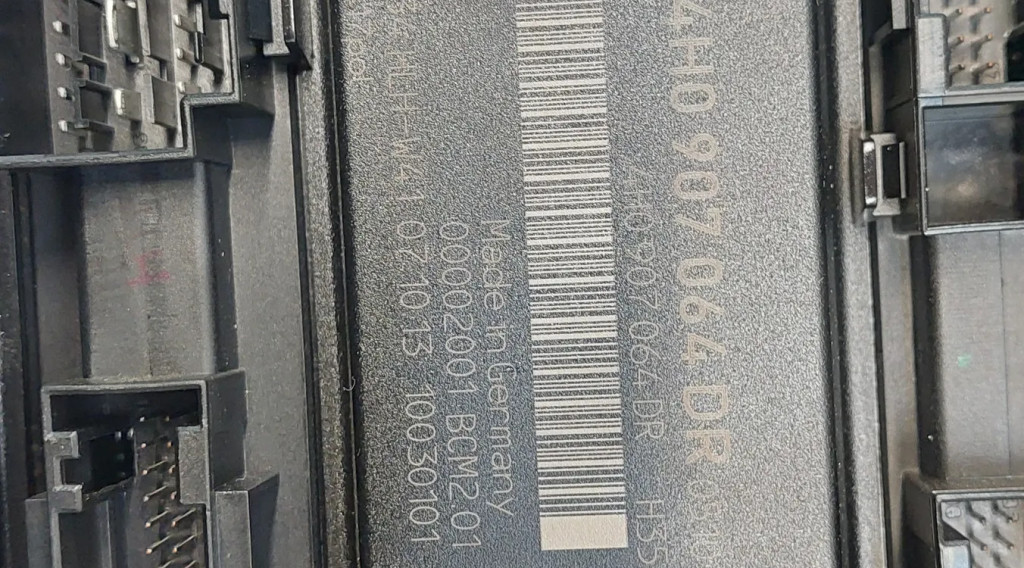 4H0 907 064 DR
4H0 907 064 DR H35
Made in Germany
00002001 BCM2 01
HLH-W41 07.10.13 10030101